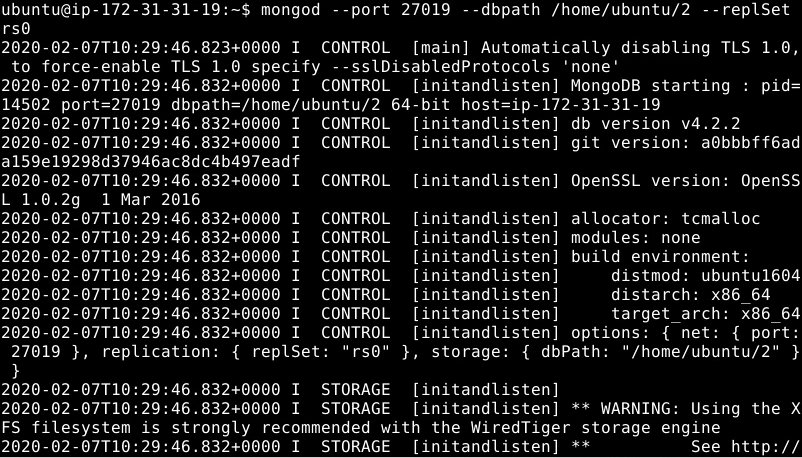 ubuntu@ip-172-31-31-19:~$ mongod --port 27019 --dbpath /home/ubuntu/2 --replSet
rs0
2020-02-07T10:29:46.823+0000 I  CONTROL  [main] Automatically disabling TLS 1.0,
 to force-enable TLS 1.0 specify --sslDisabledProtocols 'none'
2020-02-07T10:29:46.832+0000 I  CONTROL  [initandlisten] MongoDB starting : pid=
14502 port=27019 dbpath=/home/ubuntu/2 64-bit host=ip-172-31-31-19
2020-02-07T10:29:46.832+0000 I  CONTROL  [initandlisten] db version v4.2.2
2020-02-07T10:29:46.832+0000 I  CONTROL  [initandlisten] git version: a0bbbff6ad
a159e19298d37946ac8dc4b497eadf
2020-02-07T10:29:46.832+0000 I  CONTROL  [initandlisten] OpenSSL version: OpenSS
L 1.0.2g  1 Mar 2016
2020-02-07T10:29:46.832+0000 I  CONTROL  [initandlisten] allocator: tcmalloc
2020-02-07T10:29:46.832+0000 I  CONTROL  [initandlisten] modules: none
2020-02-07T10:29:46.832+0000 I  CONTROL  [initandlisten] build environment:
2020-02-07T10:29:46.832+0000 I  CONTROL  [initandlisten]     distmod: ubuntu1604
2020-02-07T10:29:46.832+0000 I  CONTROL  [initandlisten]     distarch: x86_64
2020-02-07T10:29:46.832+0000 I  CONTROL  [initandlisten]     target_arch: x86_64
2020-02-07T10:29:46.832+0000 I  CONTROL  [initandlisten] options: { net: { port:
 27019 }, replication: { replSet: "rs0" }, storage: { dbPath: "/home/ubuntu/2" }
 }
2020-02-07T10:29:46.832+0000 I  STORAGE  [initandlisten]
2020-02-07T10:29:46.832+0000 I  STORAGE  [initandlisten] ** WARNING: Using the X
FS filesystem is strongly recommended with the WiredTiger storage engine
2020-02-07T10:29:46.832+0000 I  STORAGE  [initandlisten] **          See http://